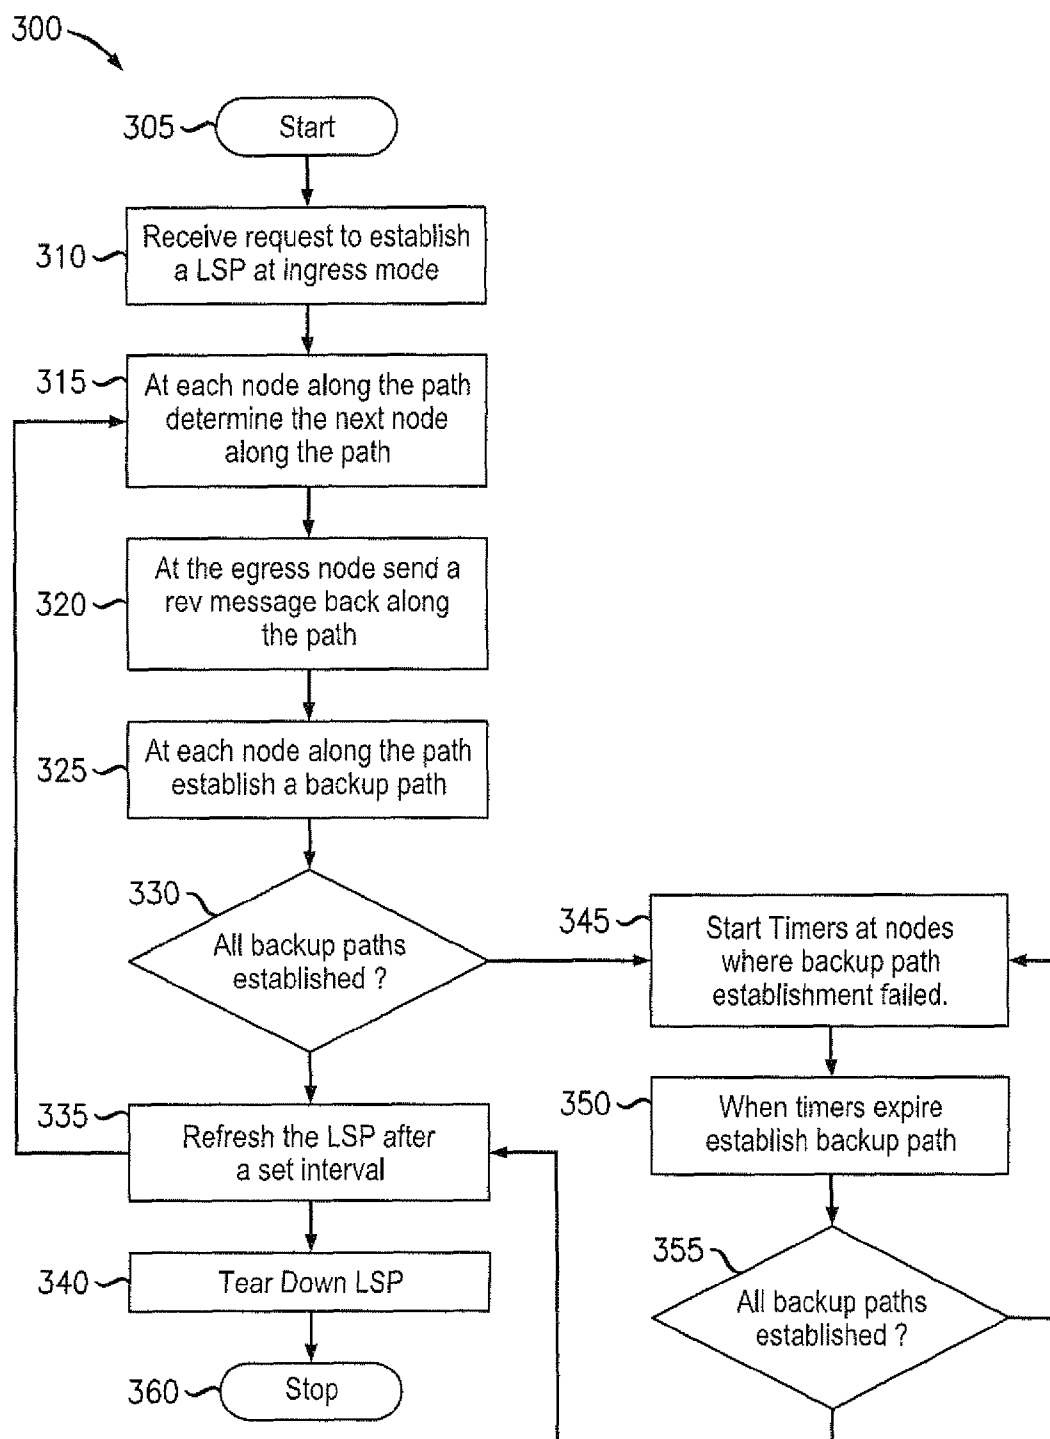 300
305
Start
310
Receive request to establish
a LSP at ingress mode
315
At each node along the path
determine the next node
along the path
320
At the egress node send a
rev message back along
the path
325
At each node along the path
establish a backup path
330
All backup paths
established ?
335
Refresh the LSP after
a set interval
340
Tear Down LSP
360
Stop
345
Start Timers at nodes
where backup path
establishment failed.
350
When timers expire
establish backup path
355
All backup paths
established ?